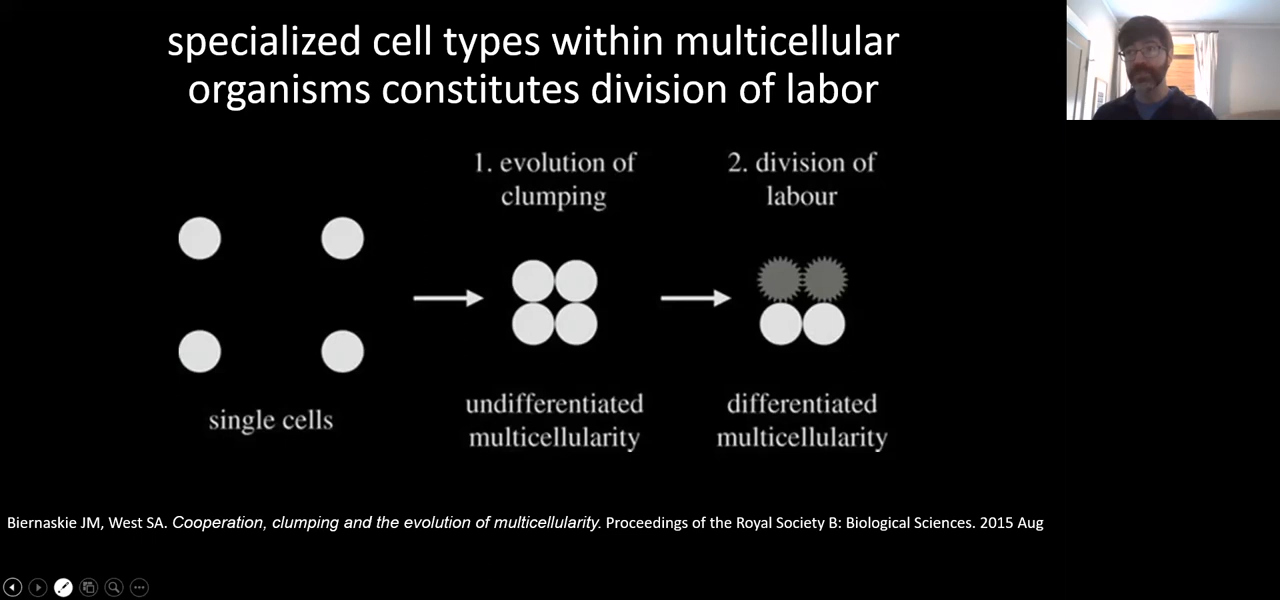 specialized cell types within multicellular
organisms constitutes division of labor
1. evolution of
clumping
2. division of
labour
single cells
undifferentiated
multicellularity
differentiated
multicellularity
Biernaskie JM, West SA. Cooperation, clumping and the evolution of multicellularity. Proceedings of the Royal Society B: Biological Sciences. 2015 Aug